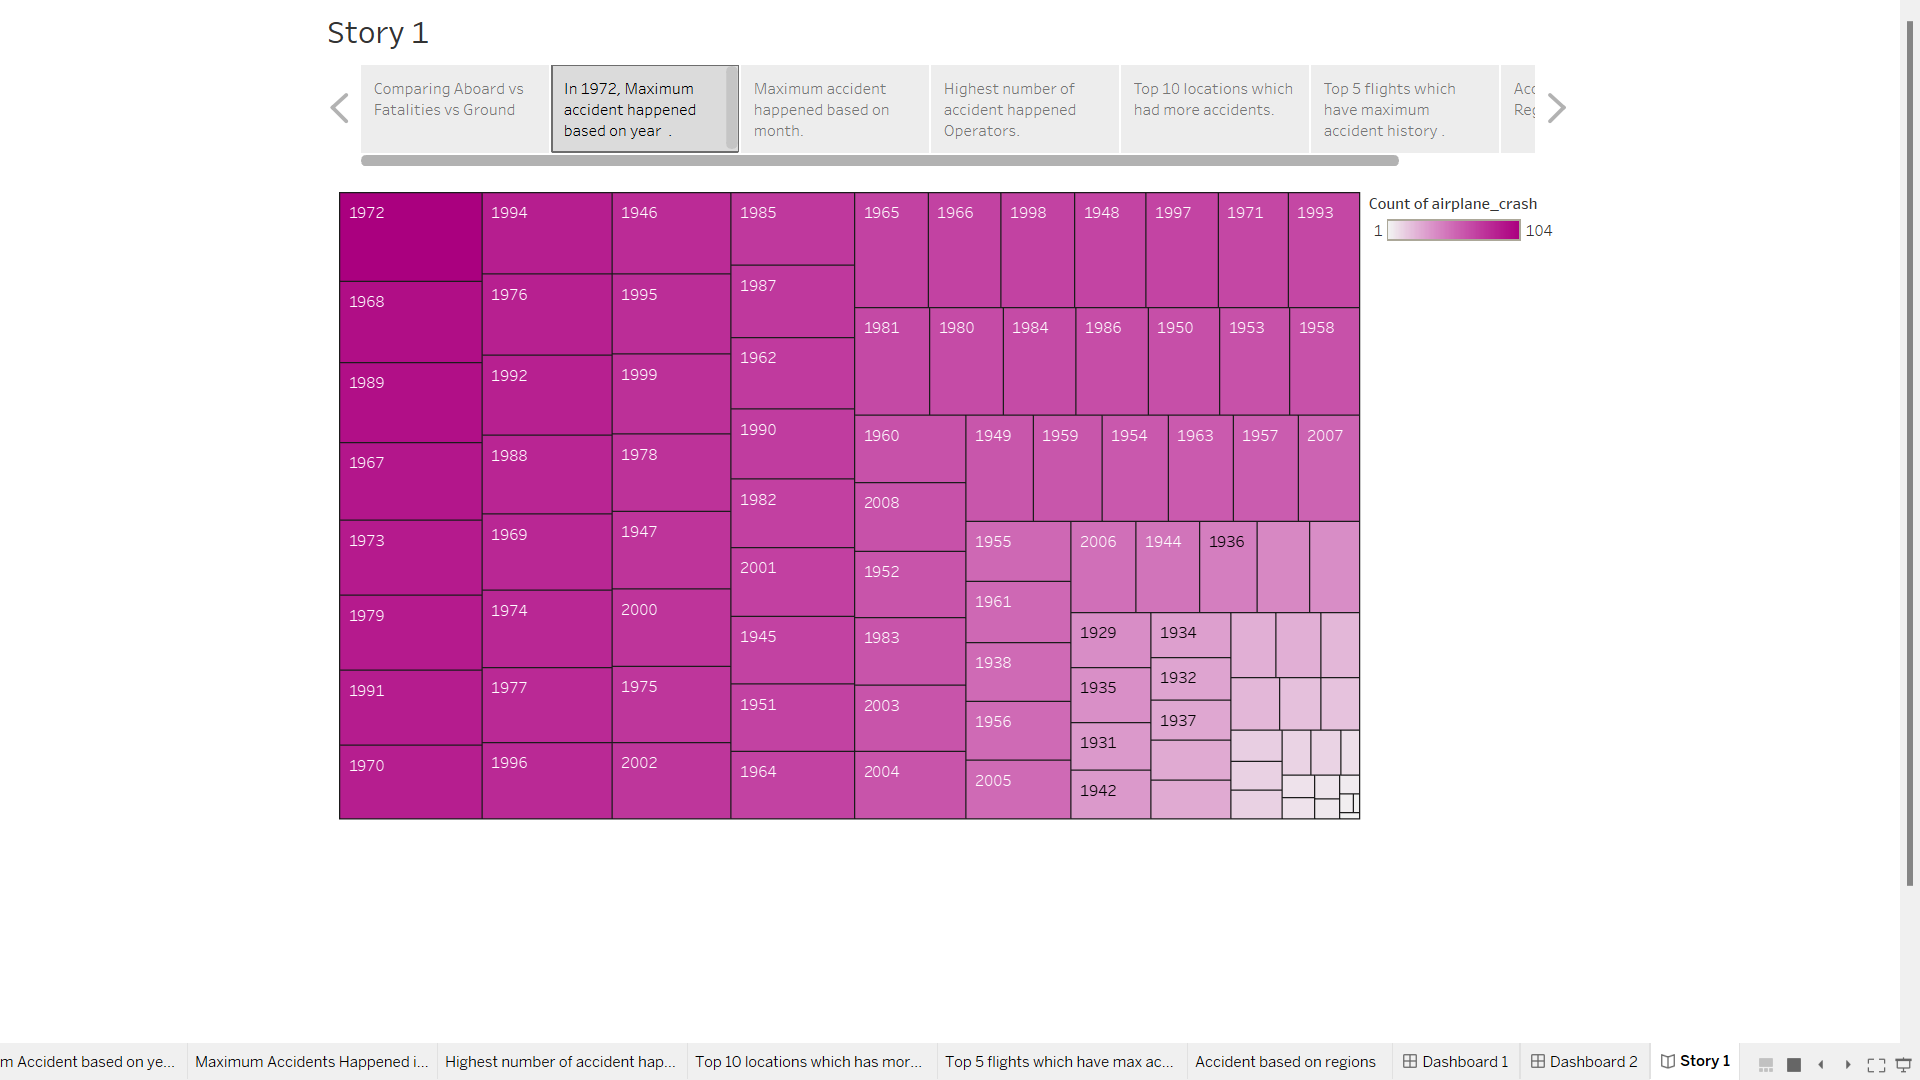 Story 1
Comparing Aboard vs
Fatalities vs Ground
In 1972, Maximum
accident happened
based on year .
Maximum accident
happened based on
month.
Highest number of
accident happened
Operators.
Top 10 locations which
had more accidents.
Top 5 flights which
have maximum
accident history .
1972
1968
1989
1967
1973
1979
1991
1970
1994
1976
1992
1988
1969
1974
1977
1996
1946
1995
1999
1978
1947
2000
1975
2002
1985
1987
1962
1990
1982
2001
1945
1951
1964
1965 1966 1998 1948 1997 1971 1993
1981 1980 1984 1986 1950 1953 1958
1960
2008
1952
1983
2003
2004
1949 1959 1954 1963 1957 2007
1955
1961
1938
1956
2005
2006 1944 1936
1929
1935
1931
1942
1934
1932
1937
Count of airplane_crash
1 104
m Accident based on ye... Maximum Accidents Happened i... Highest number of accident hap... Top 10 locations which has mor... Top 5 flights which have max ac... Accident based on regions Dashboard 1 Dashboard 2 Story 1